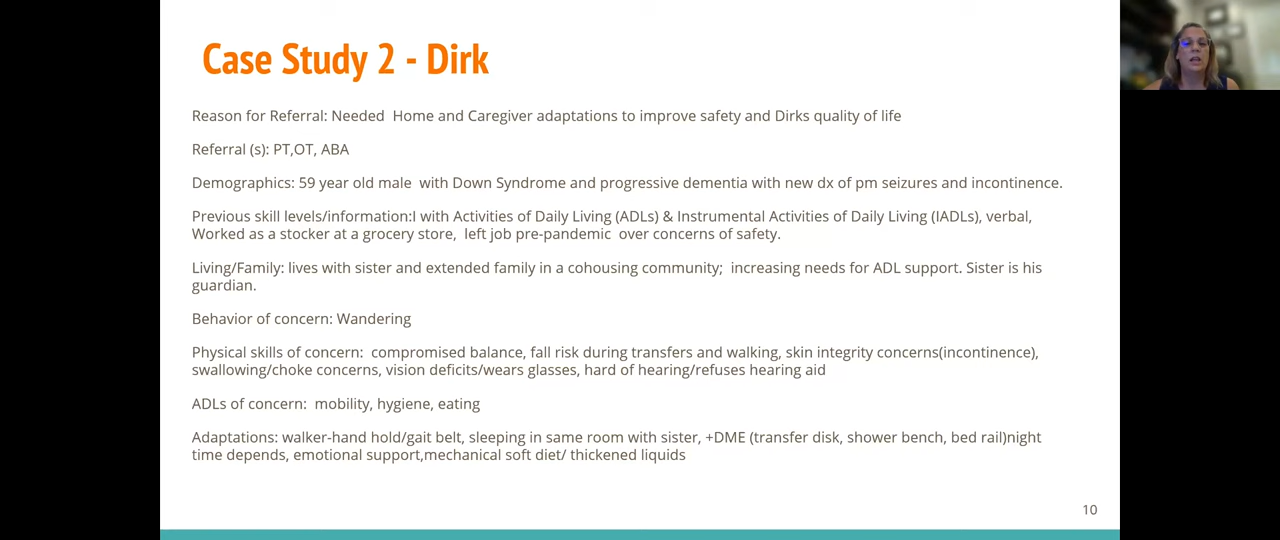 Case Study 2 - Dirk
Reason for Referral: Needed Home and Caregiver adaptations to improve safety and Dirks quality of life
Referral (s): PT,OT, ABA
Demographics: 59 year old male with Down Syndrome and progressive dementia with new dx of pm seizures and incontinence.
Previous skill levels/information:I with Activities of Daily Living (ADLs) & Instrumental Activities of Daily Living (IADLs), verbal,
Worked as a stocker at a grocery store, left job pre-pandemic over concerns of safety.
Living/Family: lives with sister and extended family in a cohousing community; increasing needs for ADL support. Sister is his
guardian.
Behavior of concern: Wandering
Physical skills of concern: compromised balance, fall risk during transfers and walking, skin integrity concerns(incontinence),
swallowing/choke concerns, vision deficits/wears glasses, hard of hearing/refuses hearing aid
ADLs of concern: mobility, hygiene, eating
Adaptations: walker-hand hold/gait belt, sleeping in same room with sister, +DME (transfer disk, shower bench, bed rail)night
time depends, emotional support,mechanical soft diet/ thickened liquids
10